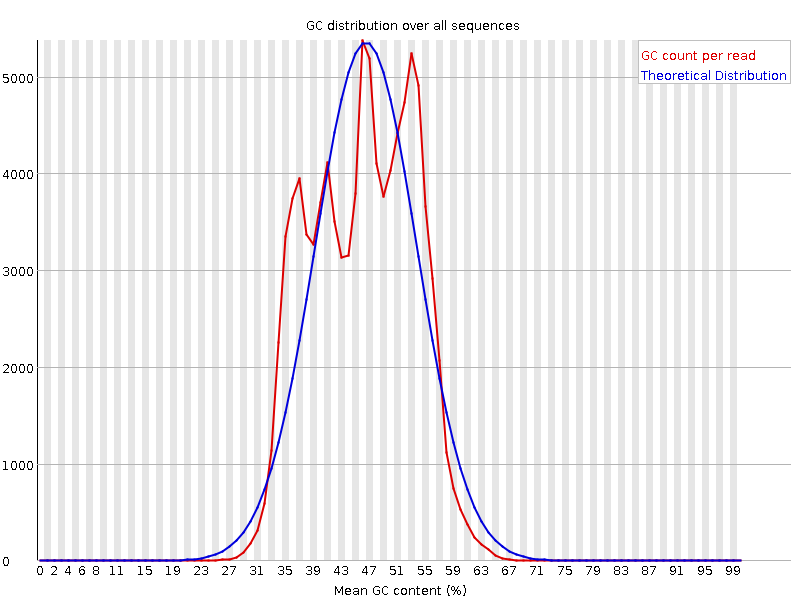 GC distribution over all sequences
GC count per read
Theoretical Distribution
5000
4000
3000
2000
1000
0
0 2 4 6 8 11 15 19 23 27 31 35 39 43 47 51 55 59 63 67 71 75 79 83 87 91 95 99
Mean GC content (%)